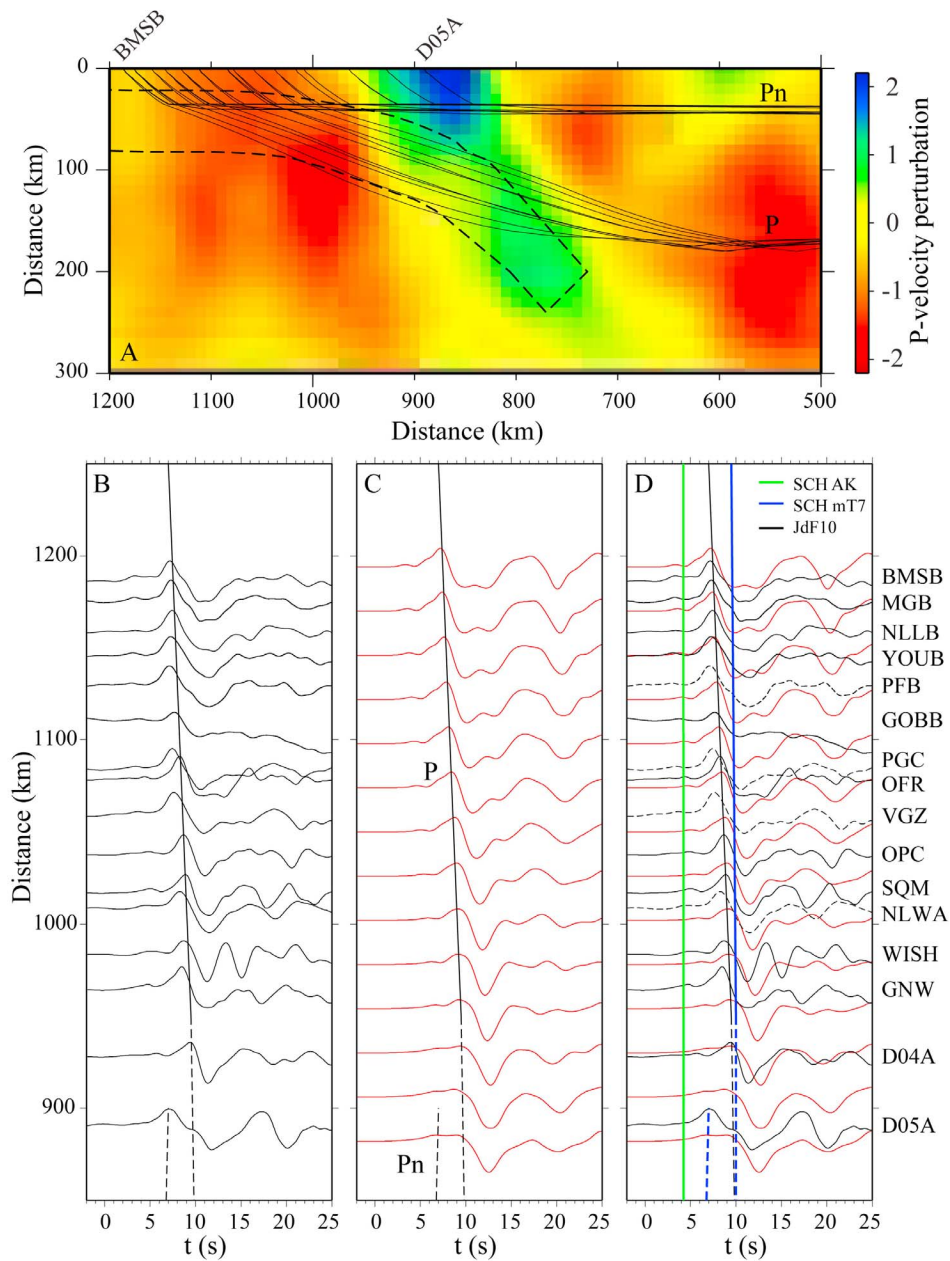 BMSB
D05A
0
100
200
300
Distance (km)
Pn
P
A
1200
1100
1000
900
800
700
600
500
Distance (km)
2
1
0
-1
-2
P-velocity perturbation
B
C
D
SCH AK
SCH mT7
JdF10
1200
1100
1000
900
Distance (km)
P
Pn
BMSB
MGB
NLLB
YOUB
PFB
GOBB
PGC
OFR
VGZ
OPC
SQM
NLWA
WISH
GNW
D04A
D05A
0 5 10 15 20 25
0 5 10 15 20 25
0 5 10 15 20 25
t (s)
t (s)
t (s)